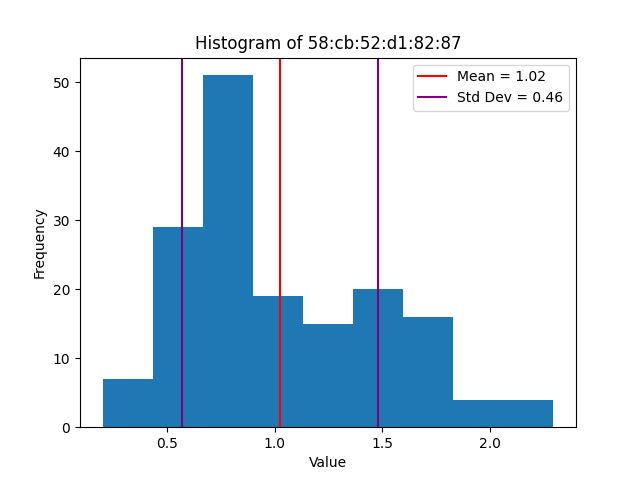 Histogram of 58:cb:52:d1:82:87
Mean = 1.02
Std Dev = 0.46
50
40
30
20
10
0
Frequency
0.5
1.0
1.5
2.0
Value